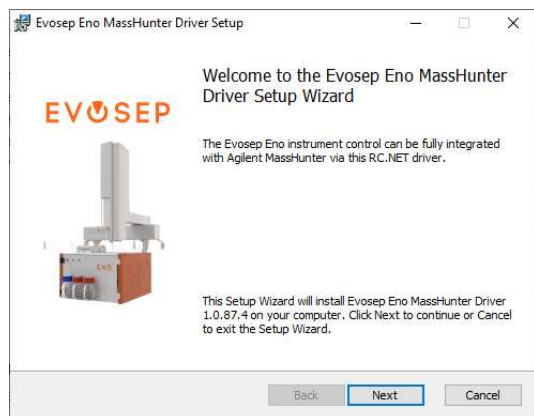 Evosep Eno MassHunter Driver Setup
Welcome to the Evosep Eno MassHunter
Driver Setup Wizard
EVOSEP
The Evosep Eno instrument control can be fully integrated
with Agilent MassHunter via this RC.NET driver.
ENO
This Setup Wizard will install Evosep Eno MassHunter Driver
1.0.87.4 on your computer. Click Next to continue or Cancel
to exit the Setup Wizard.
Back Next Cancel